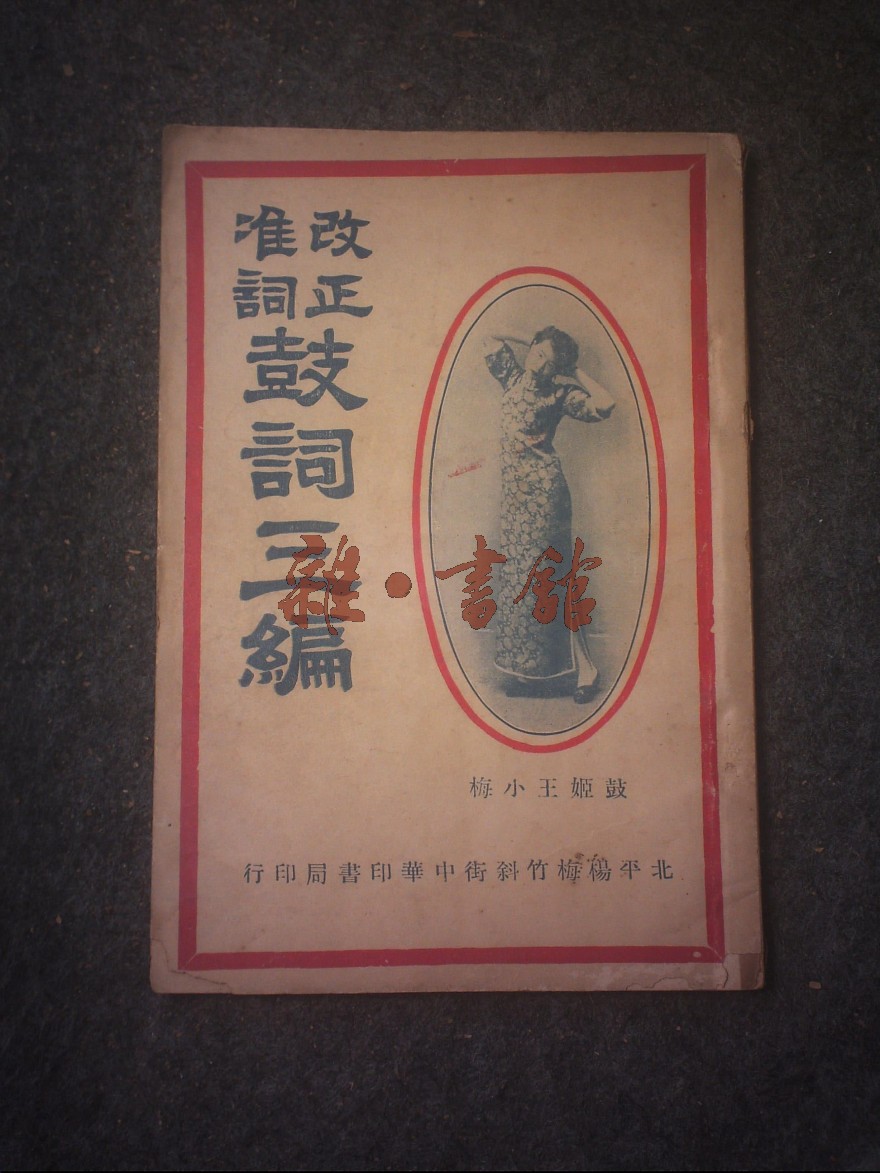 改正
准詞
鼓詞三編
鼓姬王小梅
北平楊梅竹斜街中華印書局印行
雜·書館